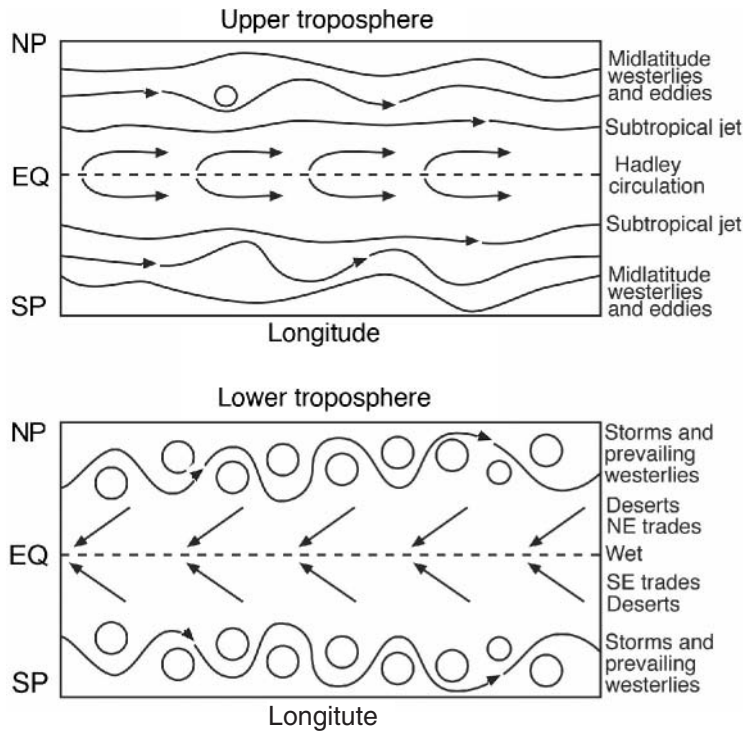 Upper troposphere
NP
Midlatitude
westerlies
and eddies
Subtropical jet
EQ
Hadley
circulation
Subtropical jet
Midlatitude
westerlies
and eddies
SP
Longitude
Lower troposphere
NP
Storms and
prevailing
westerlies
Deserts
NE trades
EQ
Wet
SE trades
Deserts
Storms and
prevailing
westerlies
SP
Longitute